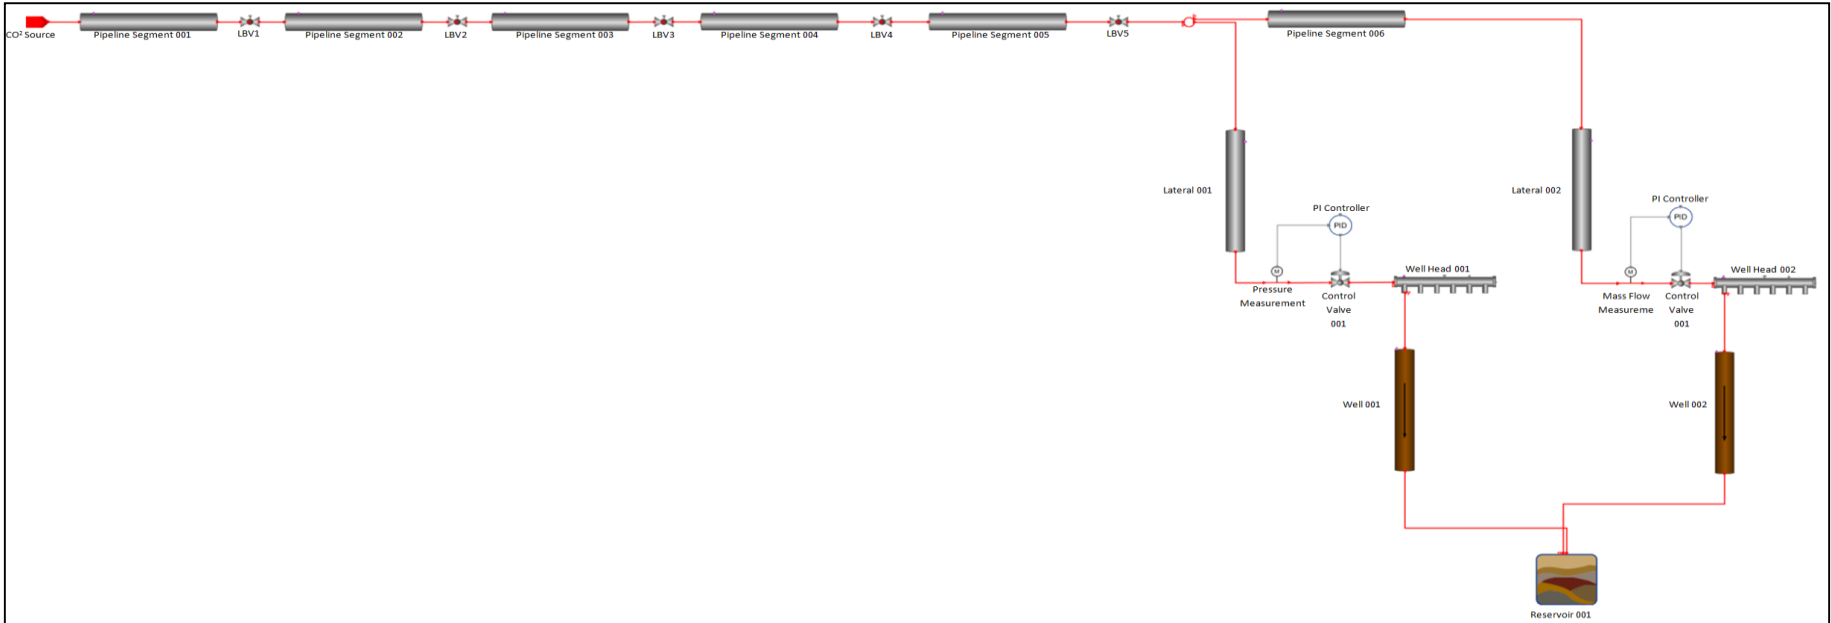 CO² Source
Pipeline Segment 001
LBV1
Pipeline Segment 002
LBV2
Pipeline Segment 003
LBV3
Pipeline Segment 004
LBV4
Pipeline Segment 005
LBV5
Pipeline Segment 006
Lateral 001
Lateral 002
PI Controller
PID
M
Pressure
Measurement
Control
Valve
001
Well Head 001
PI Controller
PID
M
Mass Flow
Measureme
Control
Valve
001
Well Head 002
Well 001
Well 002
Reservoir 001